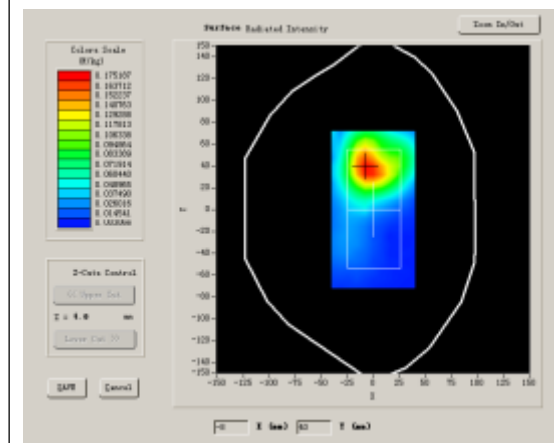 Surface Radiated Intensity
Zoom In/Out
Colors Scale
(W/kg)
0.175187
0.163712
0.152237
0.140763
0.129288
0.117813
0.106338
0.094864
0.083389
0.071914
0.060440
0.048965
0.037490
0.026015
0.014541
0.003066
Z-Cuts Control
<< Upper Cut
Z = 4.0 mm
Lower Cut >>
SAVE Cancel
150
140
120
100
80
60
40
20
0
-20
-40
-60
-80
-100
-120
-140
-150
-150 -125 -100 -75 -50 -25 0 25 50 75 100 125 150
X
X (mm) Y (mm)